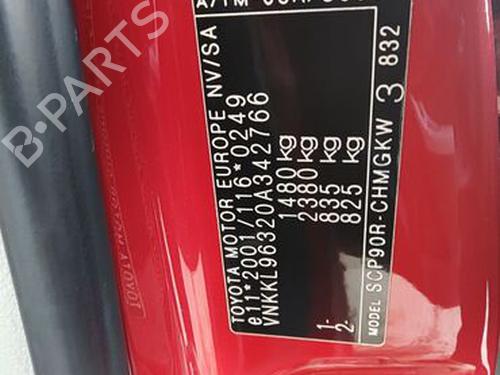 TOYOTA MOTOR EUROPE NV/SA
e11*2001/116*0249
VNKKL96320A342766
1480 kg
2380 kg
1- 835 kg
2- 825 kg
MODEL SCP90R-CHMGKW 3 832
A/TM
B-PARTS